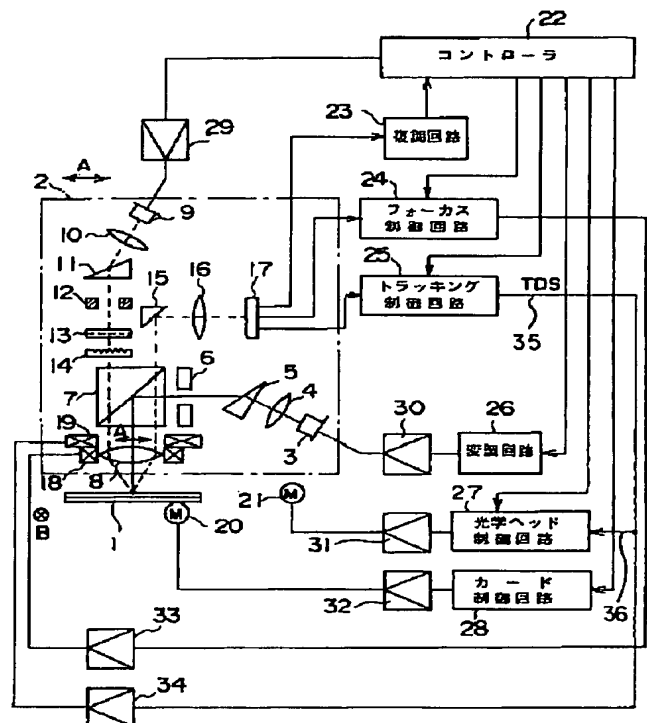 22
コントローラ
23
復調回路
29
A
2
24
フォーカス
制御回路
9
10
25
トラッキング
制御回路
11
15
16
17
TDS
12
35
13
14
6
5
7
4
3
30
26
変調回路
19
A
18
8
21
M
27
光学ヘッド
制御回路
M
20
B
1
31
36
カード
制御回路
32
28
33
34